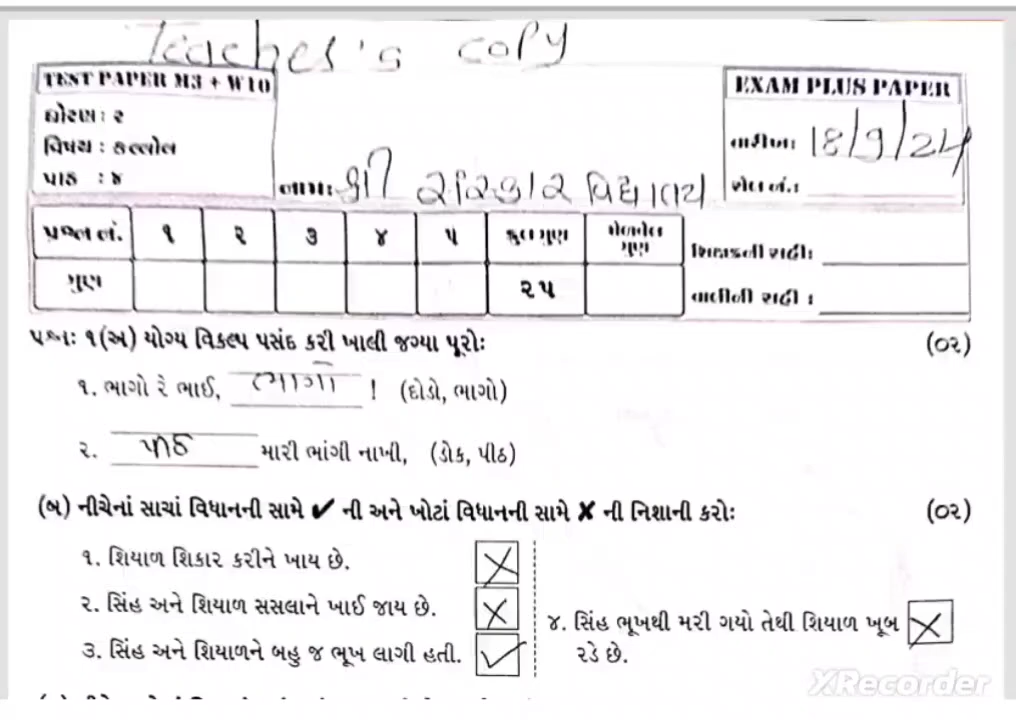 Teacher's copy
TEST PAPER M3 + W10
EXAM PLUS PAPER
ધોરણ : ૨
વિષય : કલ્લોલ
તારીખ: 18/9/24
પાઠ : ૪
નામ: શ્રી સંસ્કાર વિદ્યાલય
રોલ નં.:
પ્રશ્ન નં. ૧ ૨ ૩ ૪ ૫ કુલ ગુણ મેળવેલ ગુણ
શિક્ષકની સહી:
ગુણ ૨૫
વાલીની સહી :
પ્રશ્ન: ૧(અ) યોગ્ય વિકલ્પ પસંદ કરી ખાલી જગ્યા પૂરો: (૦૨)
૧. ભાગો રે ભાઈ, ભાગો ! (દોડો, ભાગો)
૨. પીઠ મારી ભાંગી નાખી, (ડોક, પીઠ)
(બ) નીચેનાં સાચાં વિધાનની સામે ✔ ની અને ખોટાં વિધાનની સામે ✘ ની નિશાની કરો: (૦૨)
૧. શિયાળ શિકાર કરીને ખાય છે. ✗
૨. સિંહ અને શિયાળ સસલાને ખાઈ જાય છે. ✗
૩. સિંહ અને શિયાળને બહુ જ ભૂખ લાગી હતી. ✓
૪. સિંહ ભૂખથી મરી ગયો તેથી શિયાળ ખૂબ ✗
રડે છે.
XRecorder